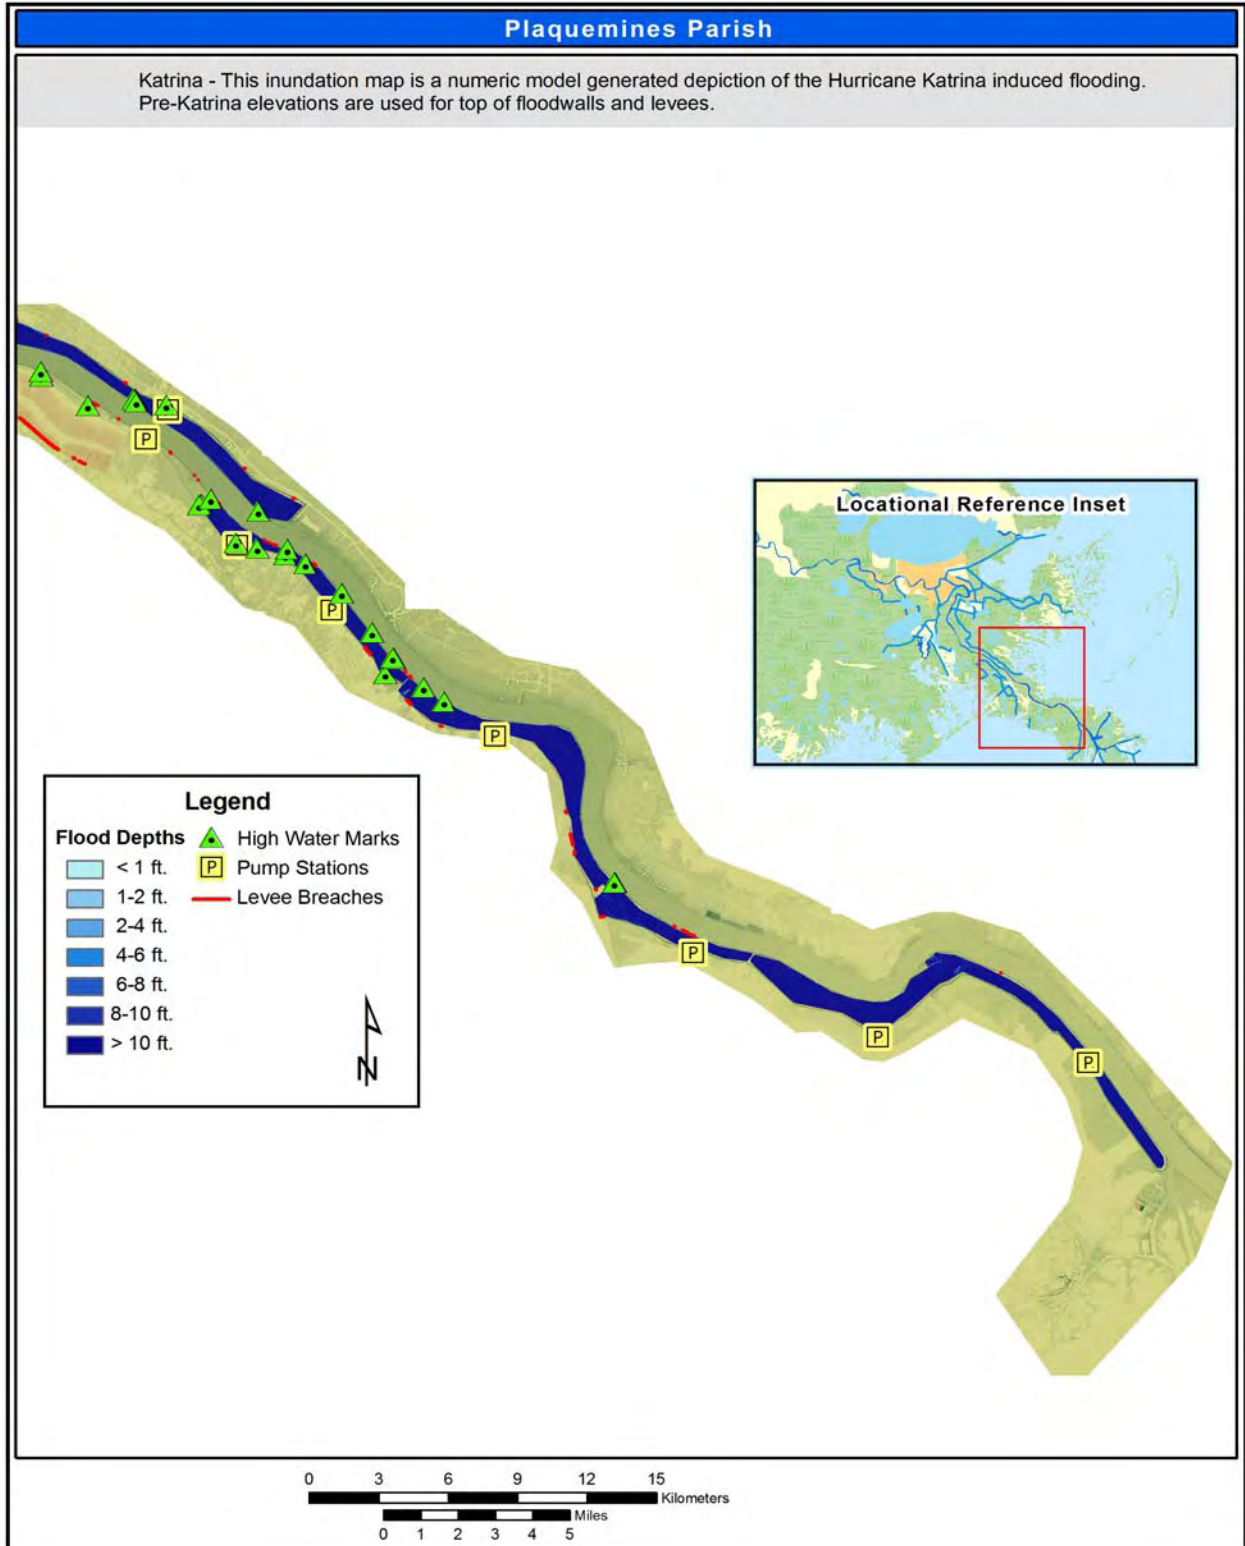 Plaquemines Parish
Katrina - This inundation map is a numeric model generated depiction of the Hurricane Katrina induced flooding.
Pre-Katrina elevations are used for top of floodwalls and levees.
P
P
P
P
P
P
P
P
Locational Reference Inset
Legend
Flood Depths
High Water Marks
< 1 ft.
P Pump Stations
1-2 ft.
Levee Breaches
2-4 ft.
4-6 ft.
6-8 ft.
8-10 ft.
> 10 ft.
N
0 3 6 9 12 15
Kilometers
Miles
0 1 2 3 4 5